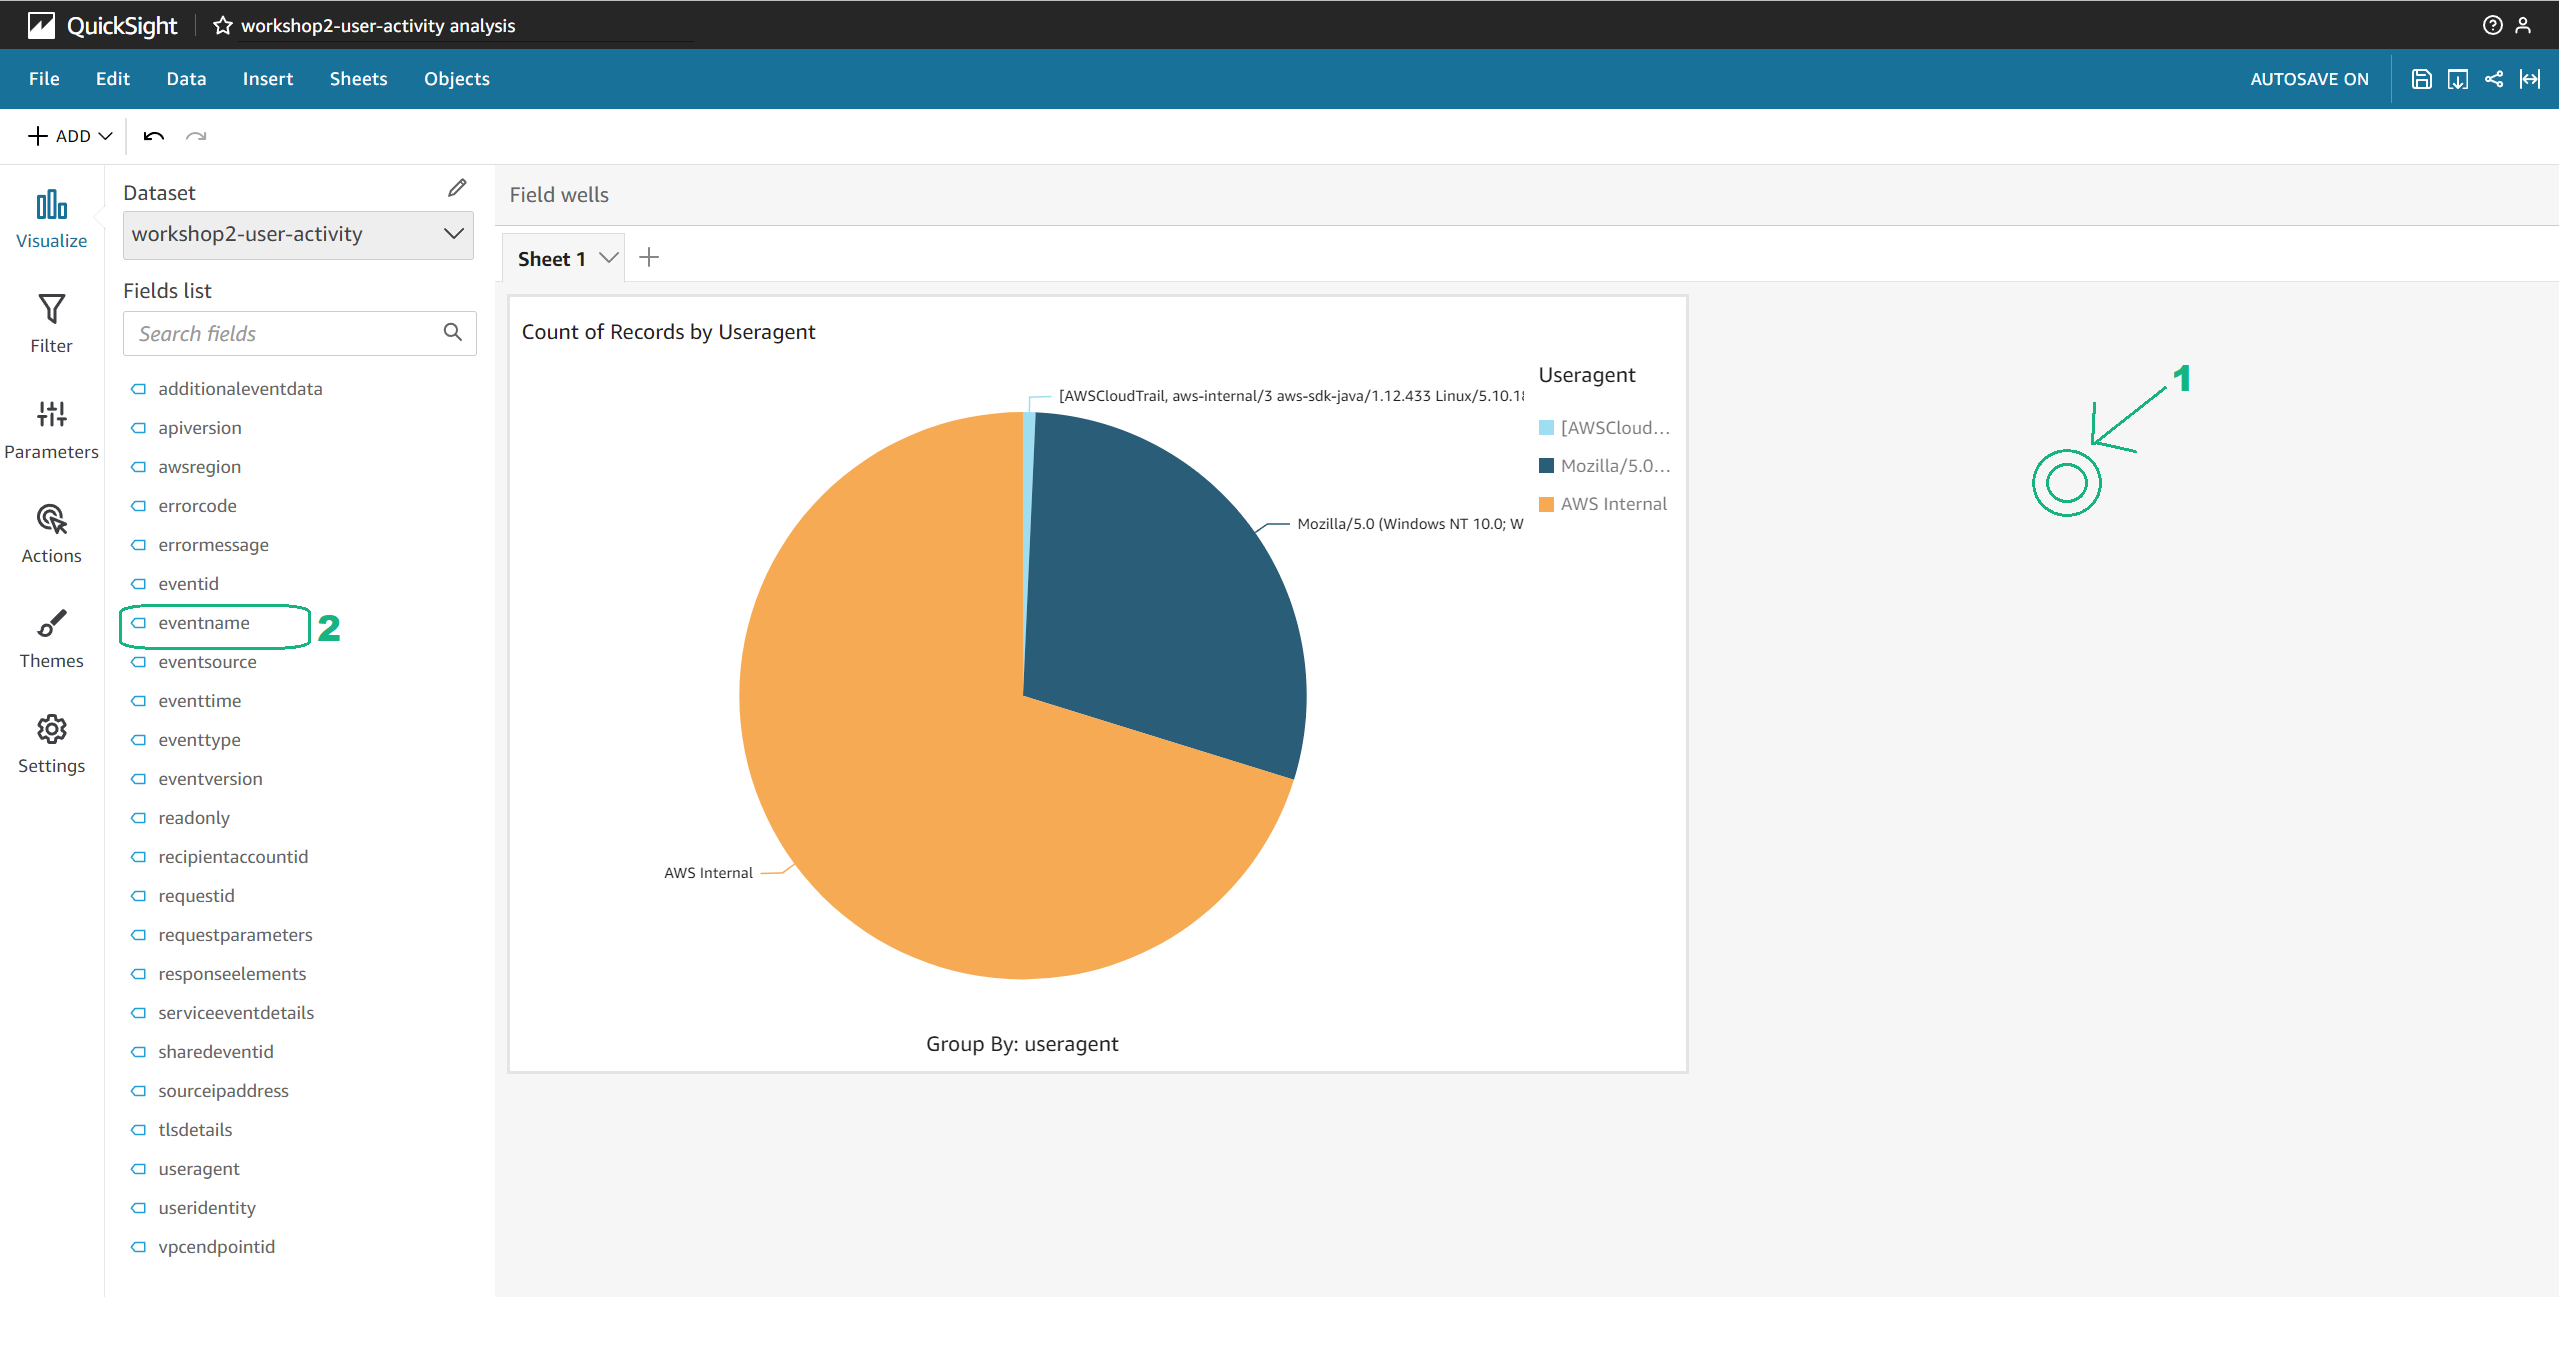 QuickSight workshop2-user-activity analysis
File Edit Data Insert Sheets Objects AUTOSAVE ON
ADD
Visualize
Filter
Parameters
Actions
Themes
Settings
Dataset
workshop2-user-activity
Fields list
Search fields
additionaleventdata
apiversion
awsregion
errorcode
errormessage
eventid
eventname 2
eventsource
eventtime
eventtype
eventversion
readonly
recipientaccountid
requestid
requestparameters
responseelements
serviceeventdetails
sharedeventid
sourceipaddress
tlsdetails
useragent
useridentity
vpcendpointid
Field wells
Sheet 1
Count of Records by Useragent
[AWSCloudTrail, aws-internal/3 aws-sdk-java/1.12.433 Linux/5.10.18
Mozilla/5.0 (Windows NT 10.0; W
AWS Internal
Group By: useragent
Useragent
[AWSCloud...
Mozilla/5.0...
AWS Internal
1